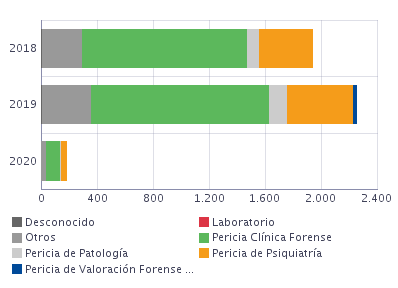 2018
2019
2020
0 400 800 1.200 1.600 2.000 2.400
Desconocido Laboratorio
Otros Pericia Clínica Forense
Pericia de Patología Pericia de Psiquiatría
Pericia de Valoración Forense ...